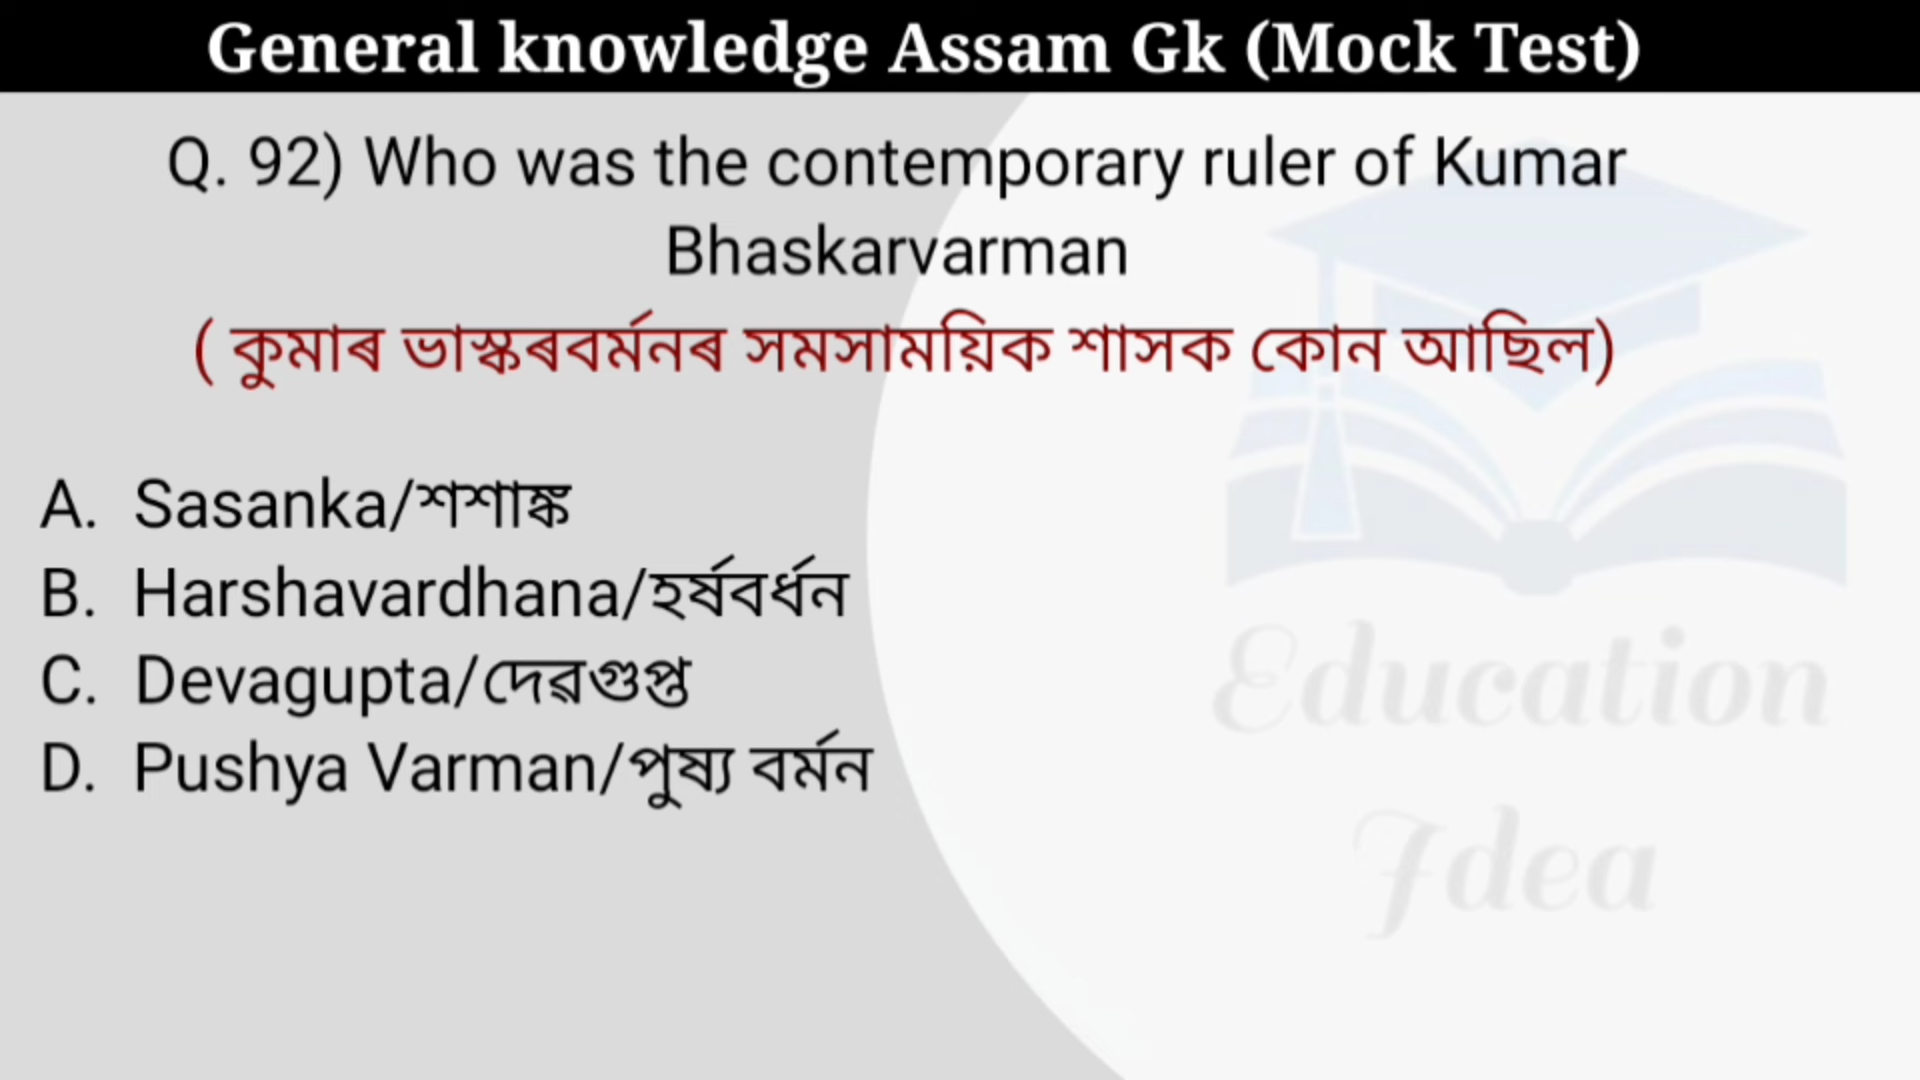 General knowledge Assam Gk (Mock Test)
Q. 92) Who was the contemporary ruler of Kumar
Bhaskarvarman
( কুমাৰ ভাস্কৰবৰ্মনৰ সমসাময়িক শাসক কোন আছিল)
A. Sasanka/শশাঙ্ক
B. Harshavardhana/হৰ্ষবৰ্ধন
C. Devagupta/দেৱগুপ্ত
D. Pushya Varman/পুষ্য বৰ্মন
Education
Idea